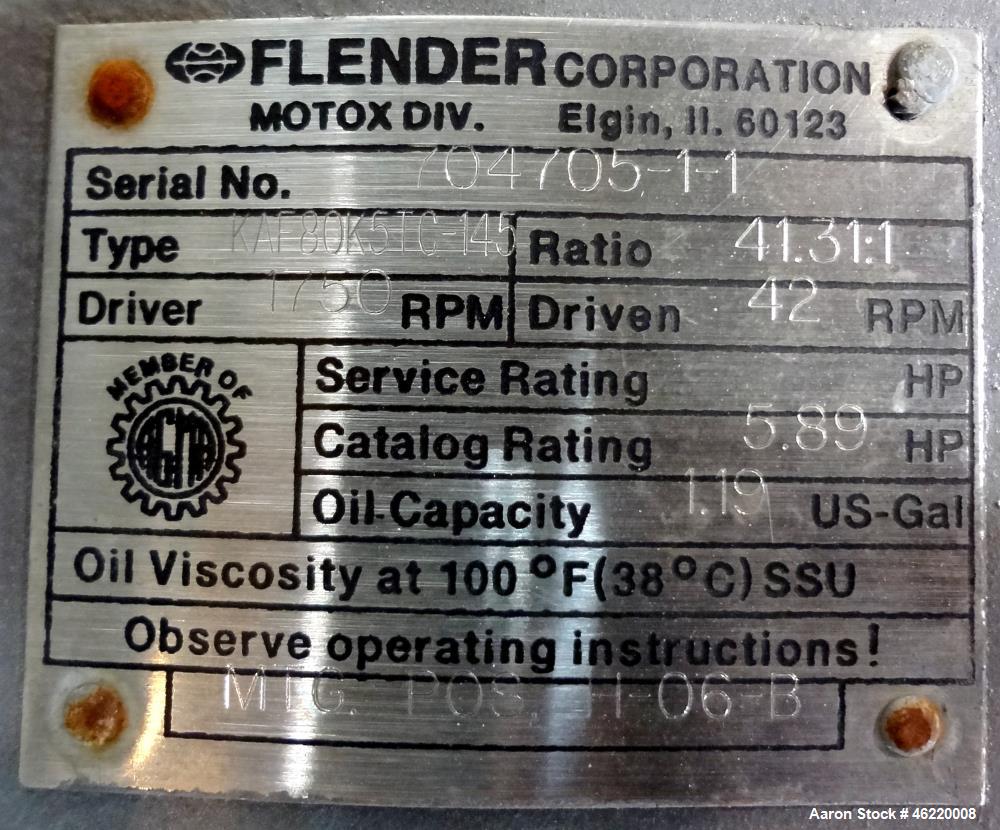 FLENDER CORPORATION
MOTOX DIV. Elgin, Il. 60123
Serial No. 704705-1-1
Type KAF80K5TC-145 Ratio 41.31:1
Driver 1750 RPM Driven 42 RPM
MEMBER OF
AGMA
Service Rating HP
Catalog Rating 5.89 HP
Oil Capacity 1.19 US-Gal
Oil Viscosity at 100 °F(38°C) SSU
Observe operating instructions!
MTG. POS. H-06-B
Aaron Stock # 46220008